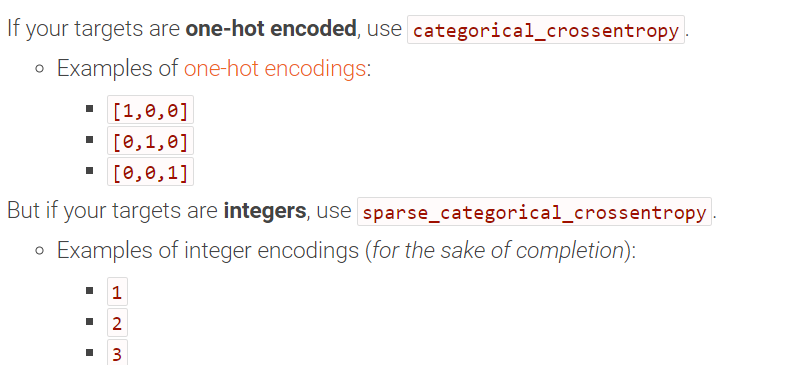 If your targets are one-hot encoded, use categorical_crossentropy.
Examples of one-hot encodings:
[1,0,0]
[0,1,0]
[0,0,1]
But if your targets are integers, use sparse_categorical_crossentropy.
Examples of integer encodings (for the sake of completion):
1
2
3